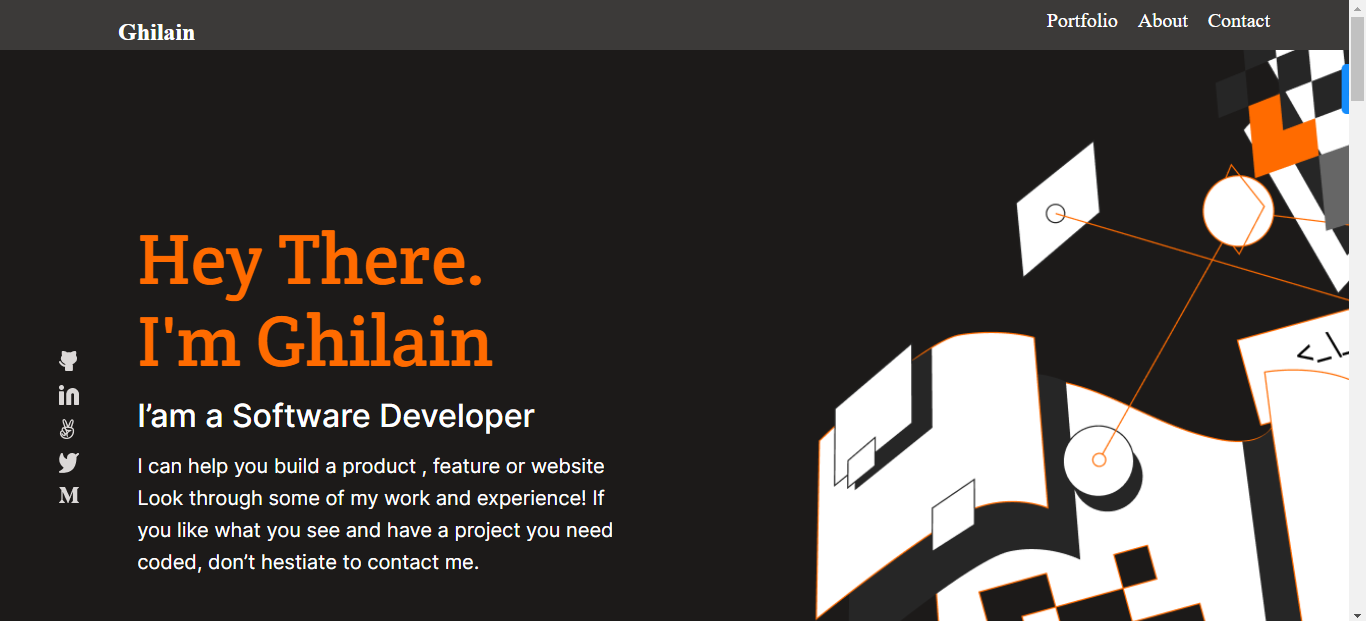 Ghilain
Portfolio About Contact
Hey There.
I'm Ghilain
I’am a Software Developer
I can help you build a product , feature or website
Look through some of my work and experience! If
you like what you see and have a project you need
coded, don’t hestiate to contact me.